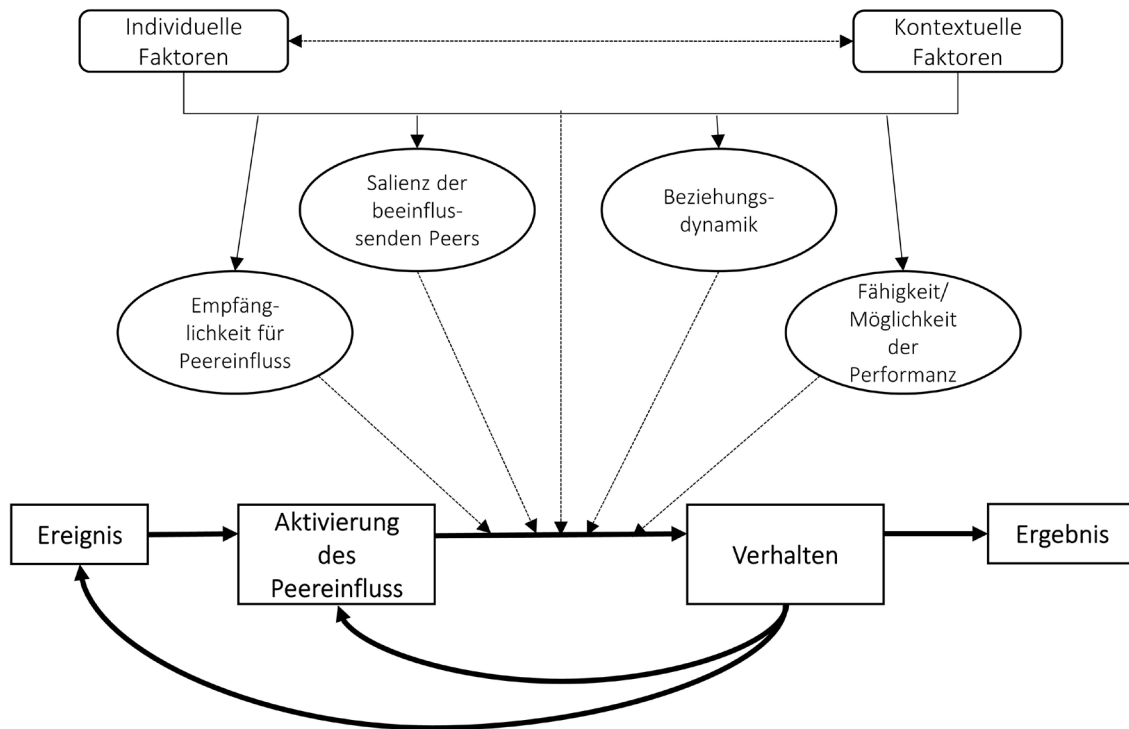 Individuelle
Faktoren
Kontextuelle
Faktoren
Salienz der
beeinflus-
senden Peers
Beziehungs-
dynamik
Empfäng-
lichkeit für
Peereinfluss
Fähigkeit/
Möglichkeit
der
Performanz
Ereignis
Aktivierung
des
Peereinfluss
Verhalten
Ergebnis